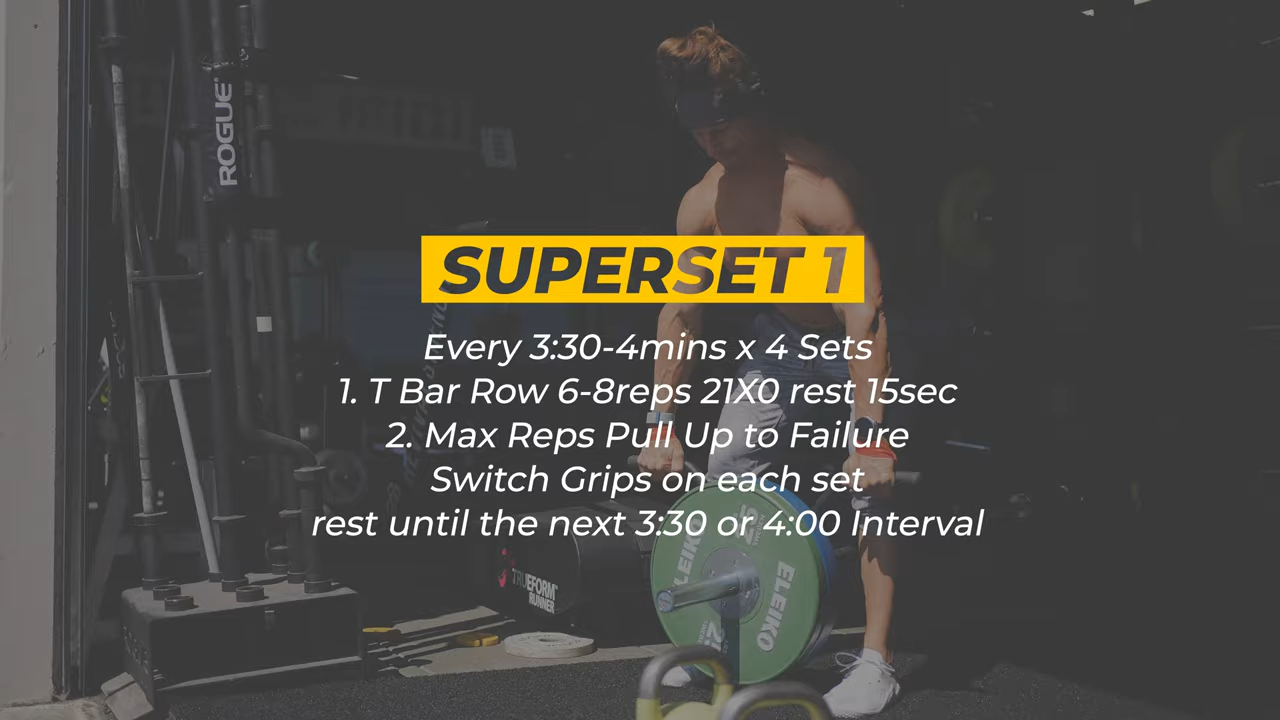 ROGUE
SUPERSET 1
Every 3:30-4mins x 4 Sets
1. T Bar Row 6-8reps 21X0 rest 15sec
2. Max Reps Pull Up to Failure
Switch Grips on each set
rest until the next 3:30 or 4:00 Interval
ELEIKO
ELEIKO
25
TRUEFORM
RUNNER